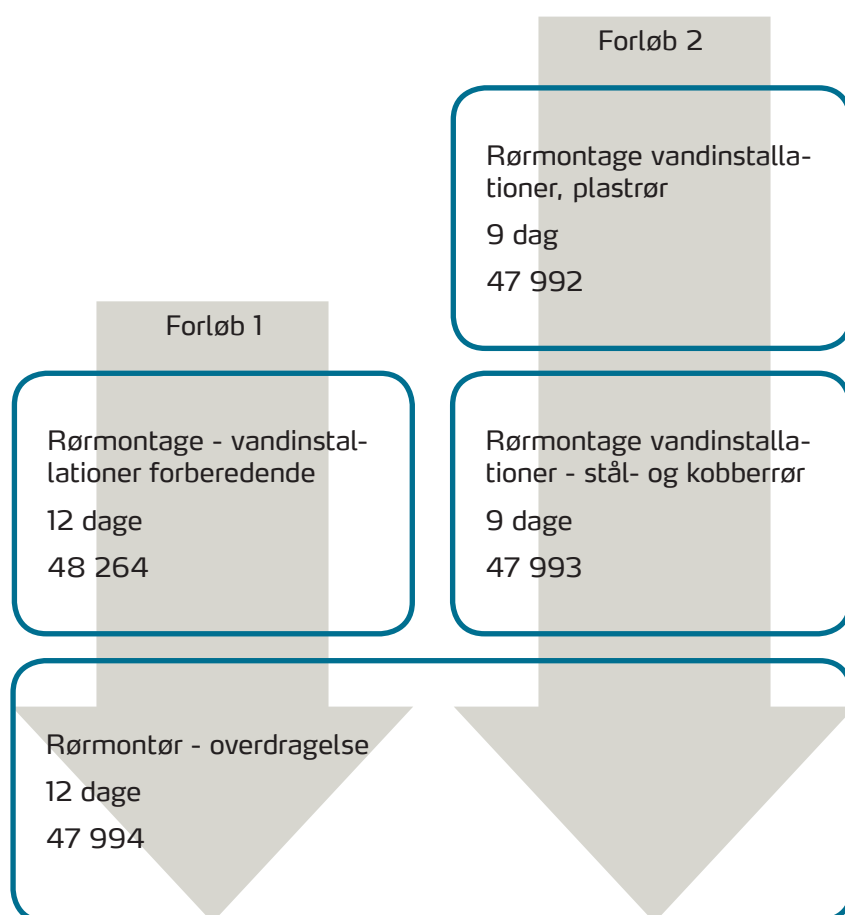 Forløb 2
Rørmontage vandinstalla-
tioner, plastrør
9 dag
47 992
Forløb 1
Rørmontage - vandinstal-
lationer forberedende
12 dage
48 264
Rørmontage vandinstalla-
tioner - stål- og kobberrør
9 dage
47 993
Rørmontør - overdragelse
12 dage
47 994